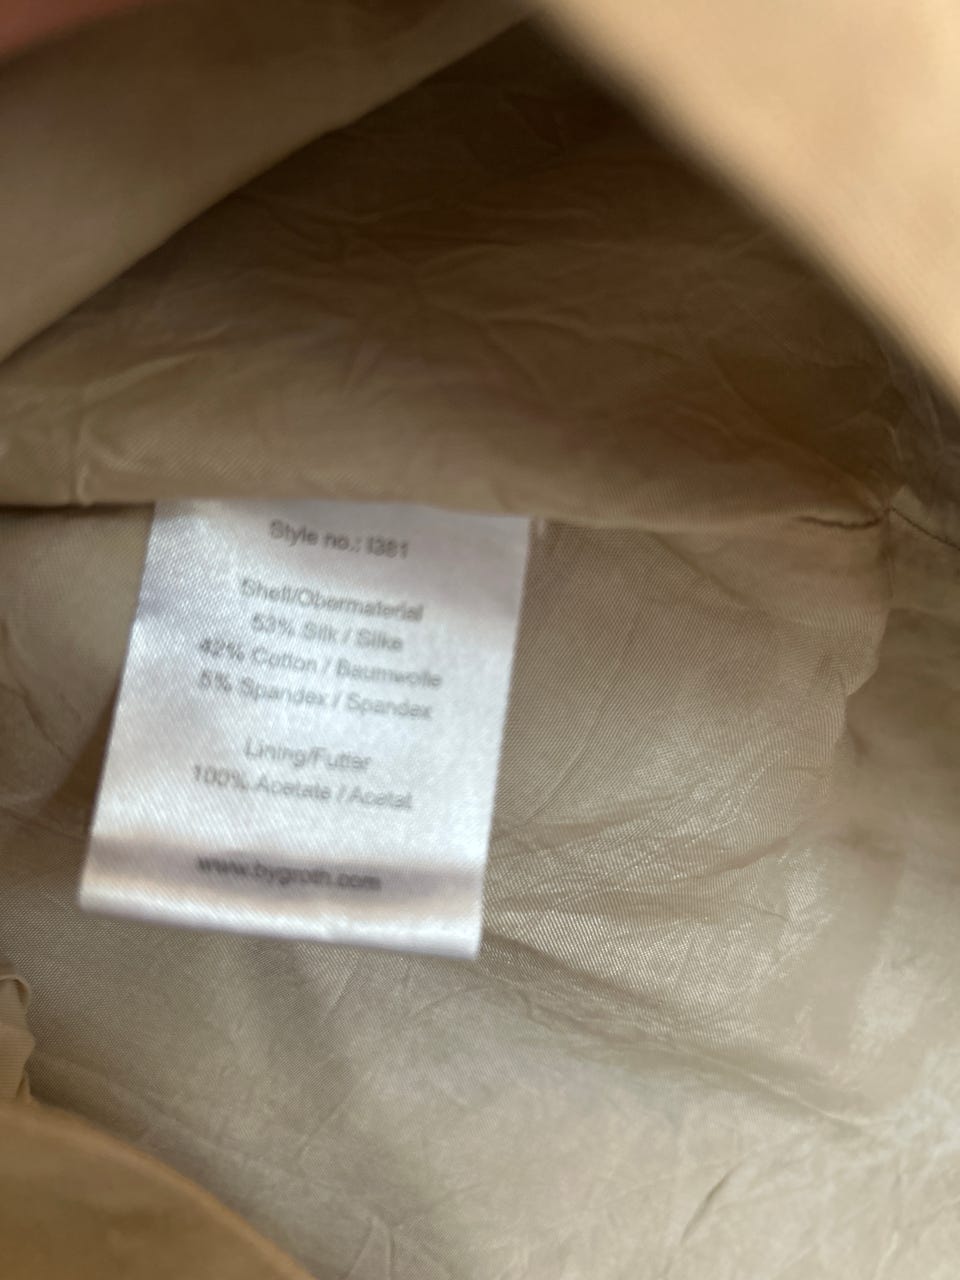 Style no.: I381
Shell/Obermaterial
53% Silk / Silke
42% Cotton / Baumwolle
5% Spandex / Spandex
Lining/Futter
100% Acetate / Acetat
www.bygroth.com